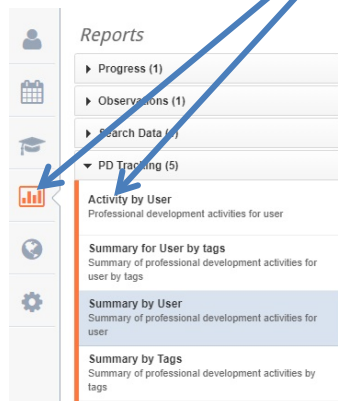 Reports
Progress (1)
Observations (1)
Search Data
PD Tracking (5)
Activity by User
Professional development activities for user
Summary for User by tags
Summary of professional development activities for
user by tags
Summary by User
Summary of professional development activities for
user
Summary by Tags
Summary of professional development activities by
tags